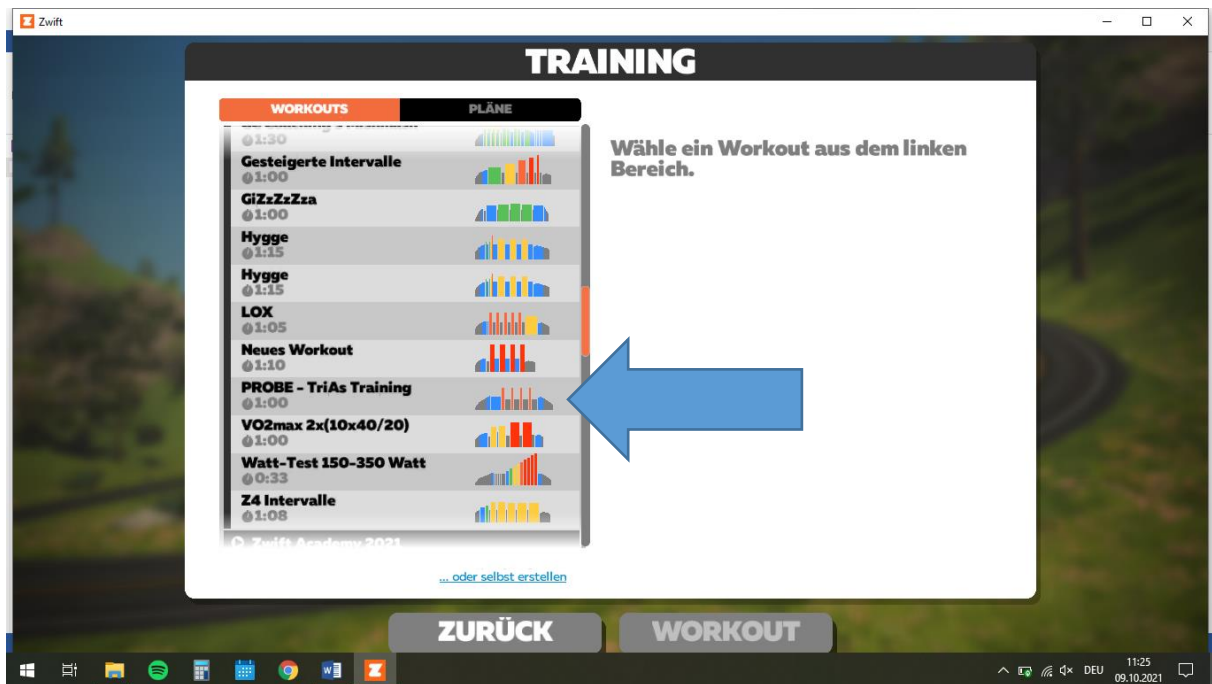 Zwift
TRAINING
WORKOUTS
PLÄNE
1:30
Gesteigerte Intervalle
1:00
GiZzZzZza
1:00
Hygge
1:15
Hygge
1:15
LOX
1:05
Neues Workout
1:10
PROBE - TriAs Training
1:00
VO2max 2x(10x40/20)
1:00
Watt-Test 150-350 Watt
0:33
Z4 Intervalle
1:08
Zwift Academy 2021
... oder selbst erstellen
Wähle ein Workout aus dem linken
Bereich.
ZURÜCK
WORKOUT
DEU
11:25
09.10.2021